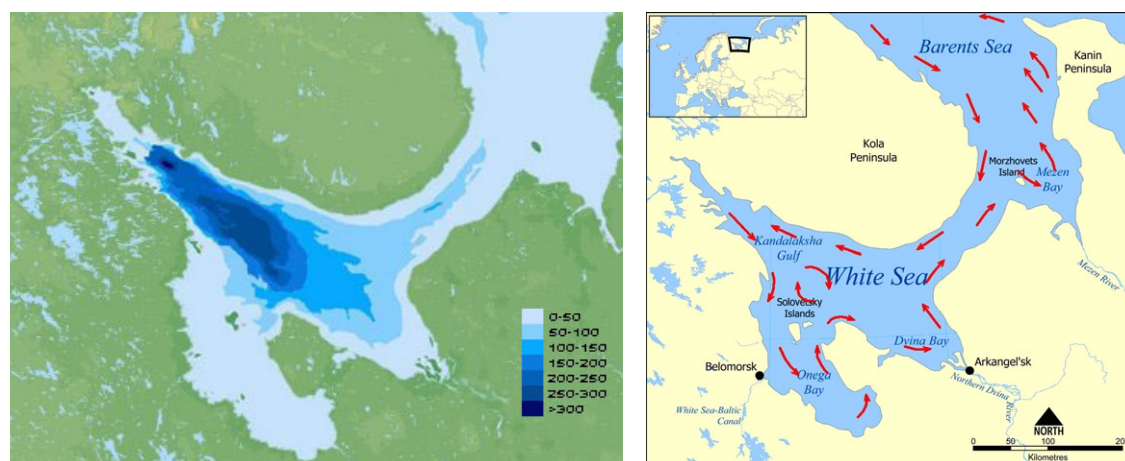 0-50
50-100
100-150
150-200
200-250
250-300
>300
Barents Sea
Kanin
Peninsula
Kola
Peninsula
Morzhovets
Island
Mezen
Bay
Mezen River
Kandalaksha
Gulf
White Sea
Solovetsky
Islands
Dvina Bay
Arkangel'sk
Belomorsk
Onega
Bay
Northern Dvina
River
White Sea-Baltic
Canal
NORTH
0 50 100 20
Kilometres